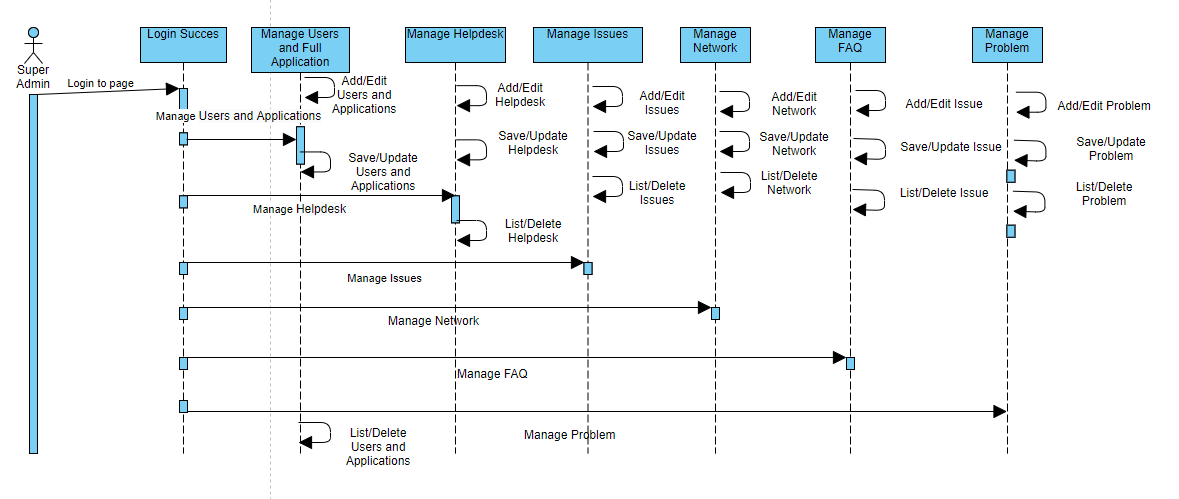 Login Succes
Manage Users
and Full
Application
Manage Helpdesk
Manage Issues
Manage
Network
Manage
FAQ
Manage
Problem
Super
Admin
Login to page
Add/Edit
Users and
Applications
Add/Edit
Helpdesk
Add/Edit
Issues
Add/Edit
Network
Add/Edit Issue
Add/Edit Problem
Manage Users and Applications
Save/Update
Users and
Applications
Save/Update
Helpdesk
Save/Update
Issues
Save/Update
Network
Save/Update Issue
Save/Update
Problem
List/Delete
Issues
List/Delete
Network
List/Delete Issue
List/Delete
Problem
Manage Helpdesk
List/Delete
Helpdesk
Manage Issues
Manage Network
Manage FAQ
List/Delete
Users and
Applications
Manage Problem